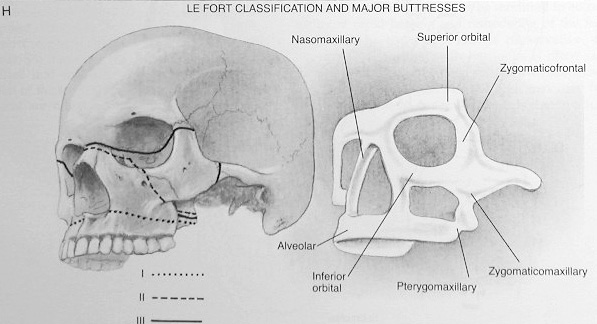 H
LE FORT CLASSIFICATION AND MAJOR BUTTRESSES
Nasomaxillary
Superior orbital
Zygomaticofrontal
Alveolar
Inferior
orbital
Pterygomaxillary
Zygomaticomaxillary
I
II
III